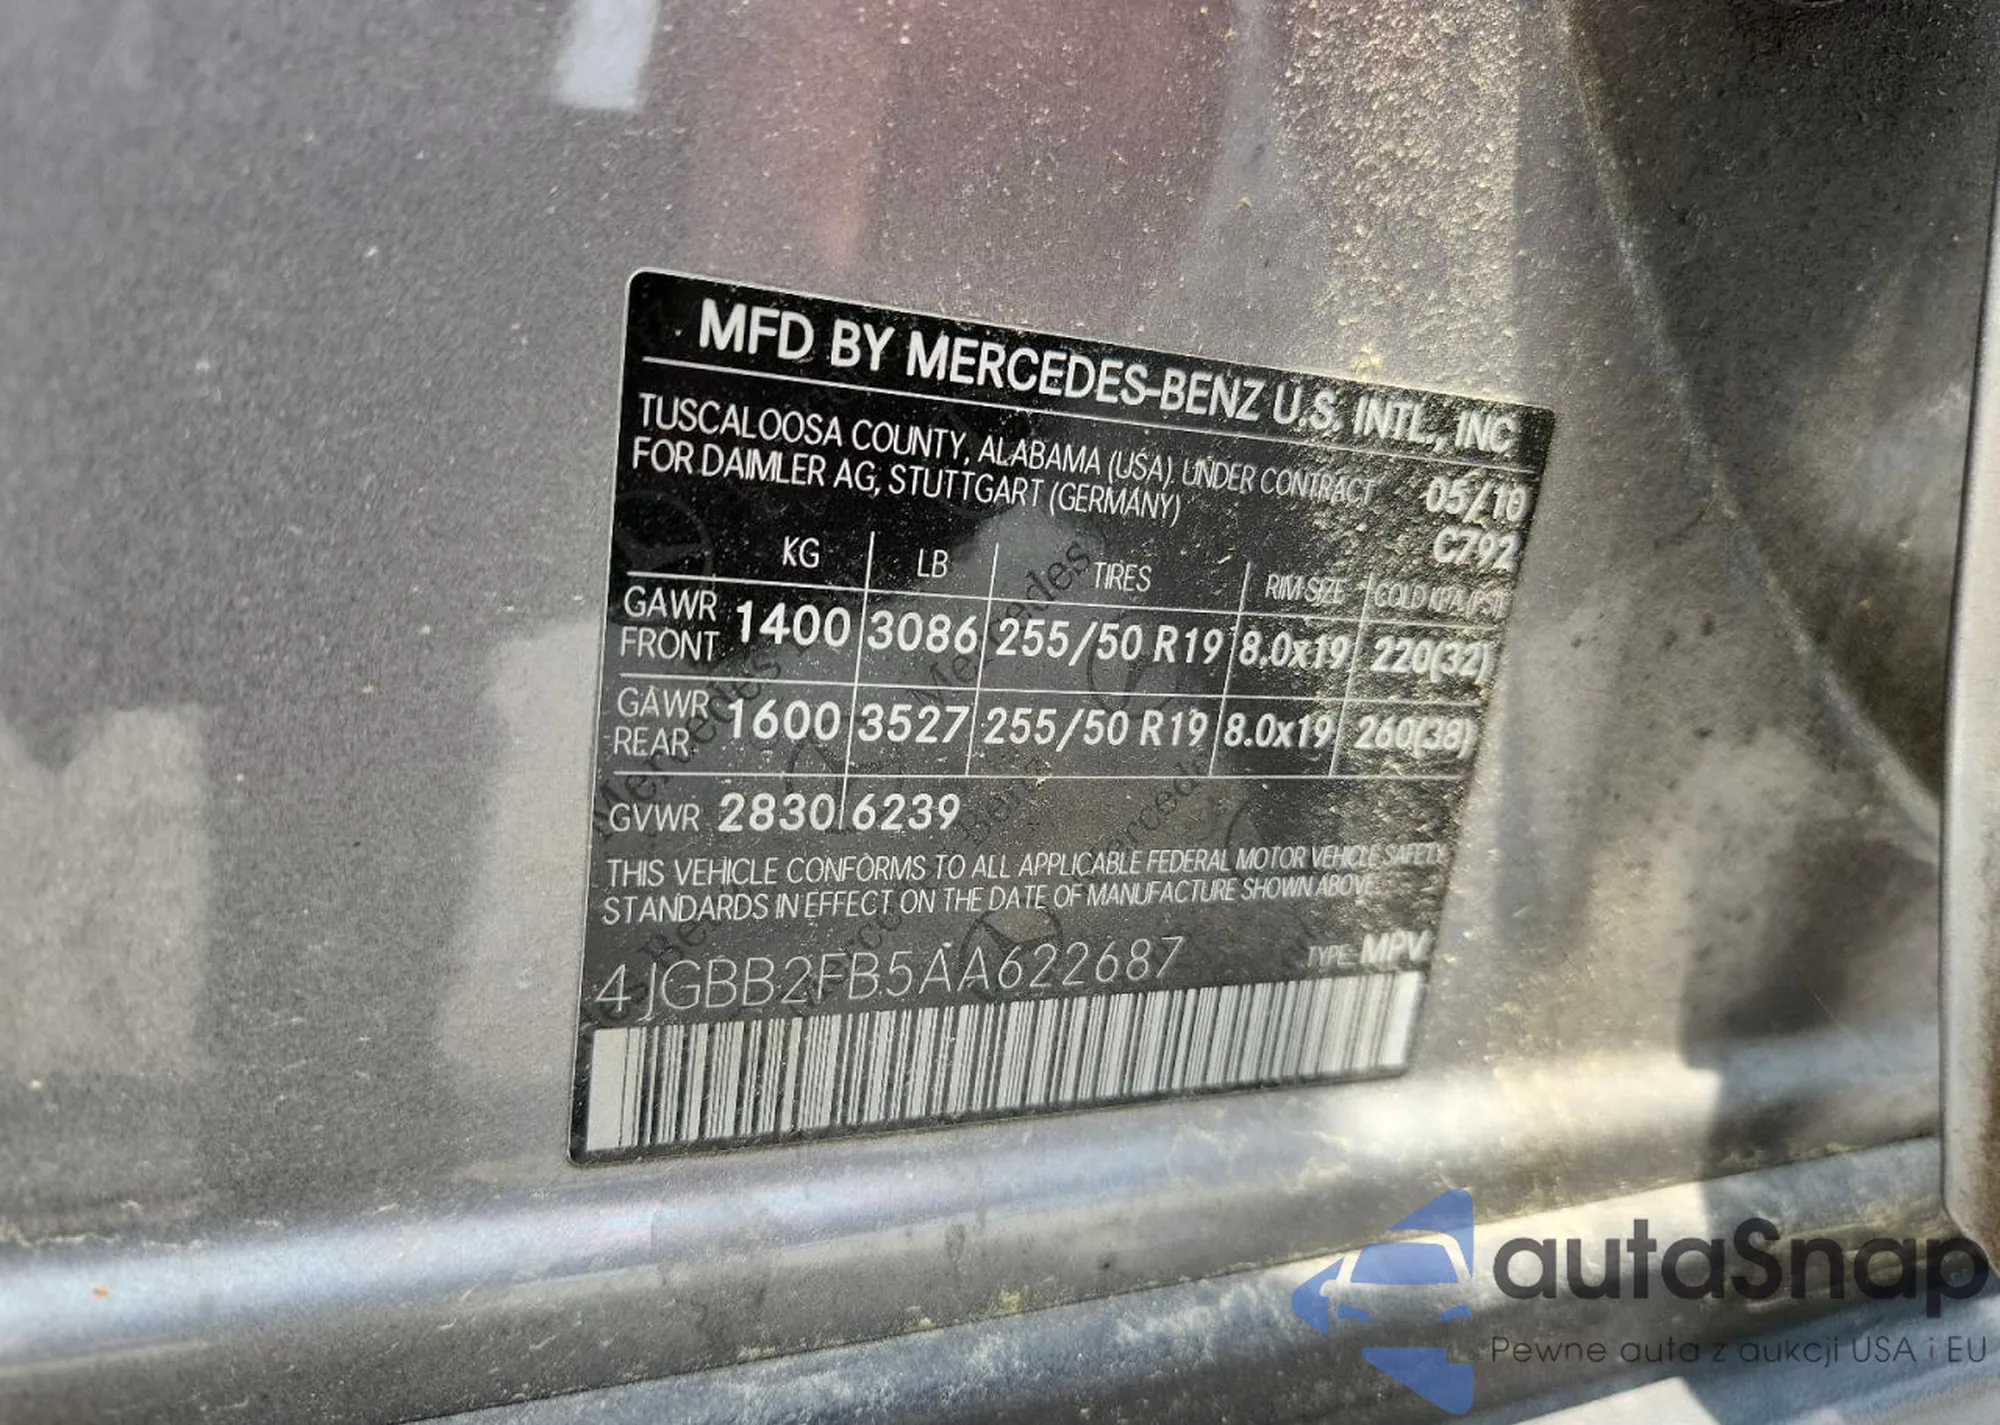 MFD BY MERCEDES-BENZ U.S. INTL, INC
TUSCALOOSA COUNTY, ALABAMA (USA) UNDER CONTRACT
FOR DAIMLER AG, STUTTGART (GERMANY)
05/10
C792
KG LB TIRES RIM SIZE COLD KPA(PSI)
GAWR FRONT 1400 3086 255/50 R19 8.0x19 220(32)
GAWR REAR 1600 3527 255/50 R19 8.0x19 260(38)
GVWR 2830 6239
THIS VEHICLE CONFORMS TO ALL APPLICABLE FEDERAL MOTOR VEHICLE SAFETY
STANDARDS IN EFFECT ON THE DATE OF MANUFACTURE SHOWN ABOVE.
4JGBB2FB5AA622687 TYPE: MPV
autaSnap
Pewne auta z aukcji USA i EU